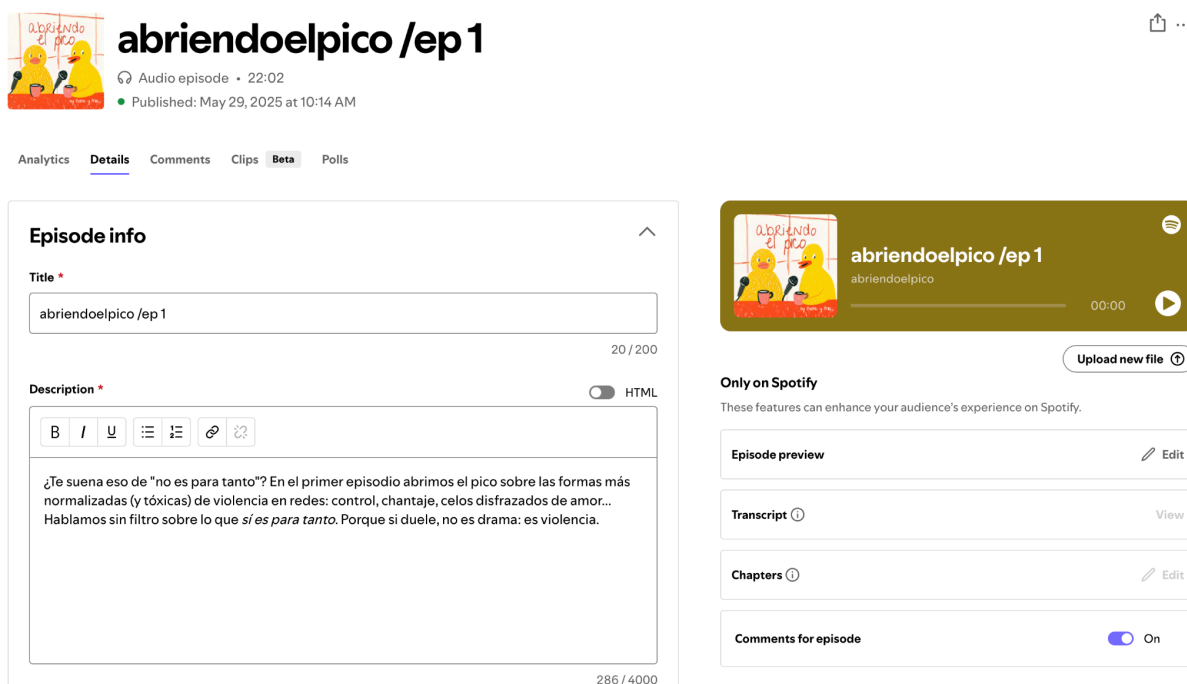 abriendo
el pico
abriendoelpico /ep 1
Audio episode • 22:02
Published: May 29, 2025 at 10:14 AM
Analytics
Details
Comments
Clips
Beta
Polls
Episode info
Title *
abriendoelpico /ep 1
20 / 200
Description *
HTML
B I U
¿Te suena eso de "no es para tanto"? En el primer episodio abrimos el pico sobre las formas más
normalizadas (y tóxicas) de violencia en redes: control, chantaje, celos disfrazados de amor...
Hablamos sin filtro sobre lo que sí es para tanto. Porque si duele, no es drama: es violencia.
286 / 4000
abriendo
el pico
abriendoelpico /ep 1
abriendoelpico
00:00
Upload new file
Only on Spotify
These features can enhance your audience's experience on Spotify.
Episode preview
Edit
Transcript
View
Chapters
Edit
Comments for episode
On